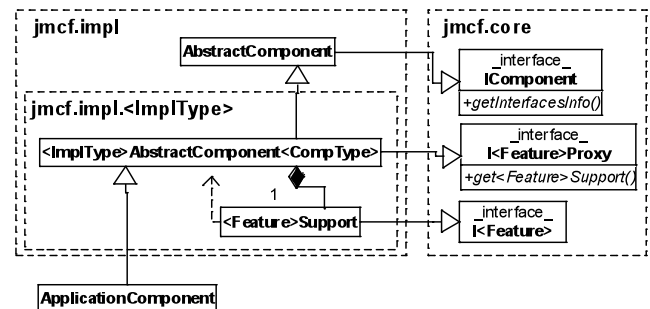 jmcf.impl
jmcf.core
AbstractComponent
_interface_
IComponent
+getInterfacesInfo()
jmcf.impl.<ImplType>
<ImplType>AbstractComponent<CompType>
_interface_
I<Feature>Proxy
+get<Feature>Support()
1
<Feature>Support
_interface_
I<Feature>
ApplicationComponent